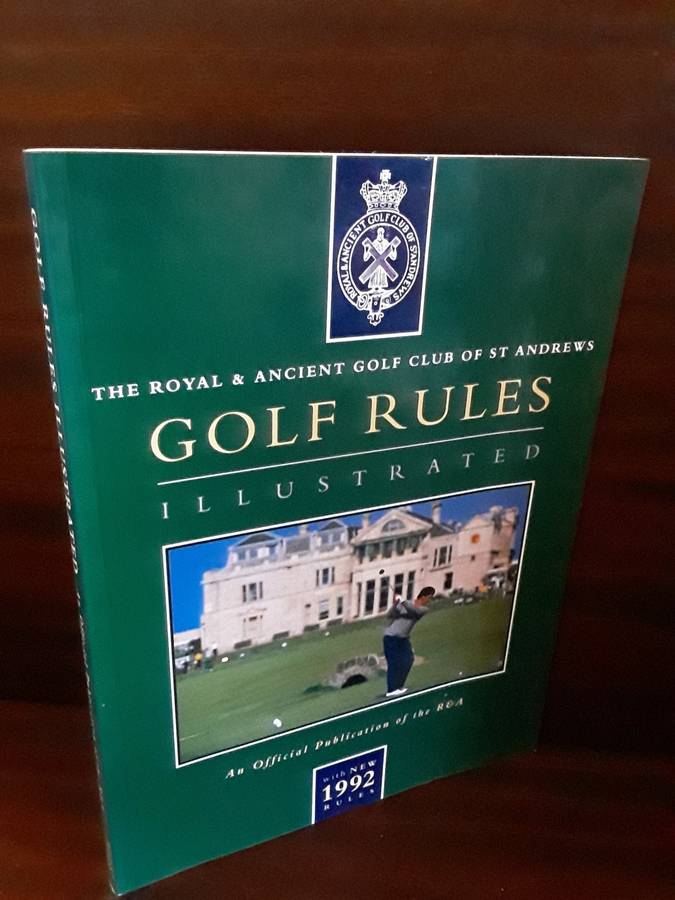 ROYAL & ANCIENT GOLF CLUB OF ST ANDREWS
THE ROYAL & ANCIENT GOLF CLUB OF ST ANDREWS
GOLF RULES
ILLUSTRATED
An Official Publication of the R&A
with NEW
1992
RULES
GOLF RULES ILLUSTRATED